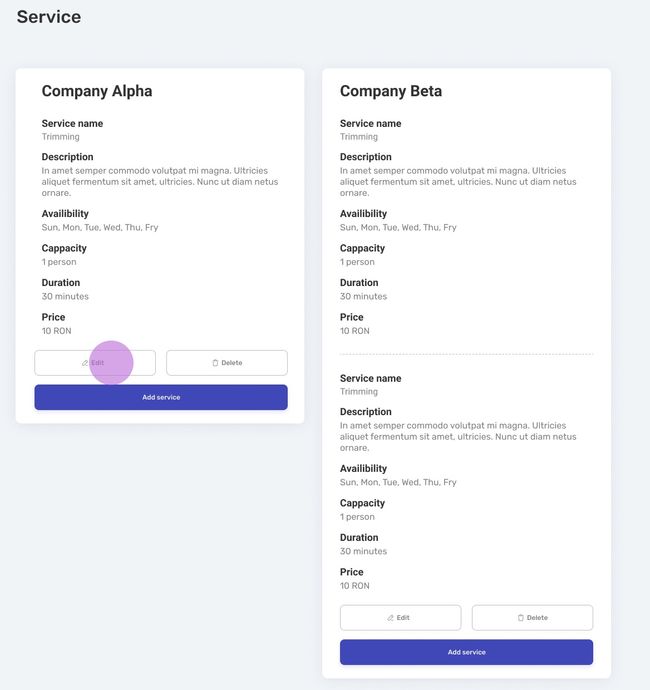 Service
Company Alpha
Service name
Trimming
Description
In amet semper commodo volutpat mi magna. Ultricies
aliquet fermentum sit amet, ultricies. Nunc ut diam netus
ornare.
Availibility
Sun, Mon, Tue, Wed, Thu, Fry
Cappacity
1 person
Duration
30 minutes
Price
10 RON
Edit
Delete
Add service
Company Beta
Service name
Trimming
Description
In amet semper commodo volutpat mi magna. Ultricies
aliquet fermentum sit amet, ultricies. Nunc ut diam netus
ornare.
Availibility
Sun, Mon, Tue, Wed, Thu, Fry
Cappacity
1 person
Duration
30 minutes
Price
10 RON
Service name
Trimming
Description
In amet semper commodo volutpat mi magna. Ultricies
aliquet fermentum sit amet, ultricies. Nunc ut diam netus
ornare.
Availibility
Sun, Mon, Tue, Wed, Thu, Fry
Cappacity
1 person
Duration
30 minutes
Price
10 RON
Edit
Delete
Add service